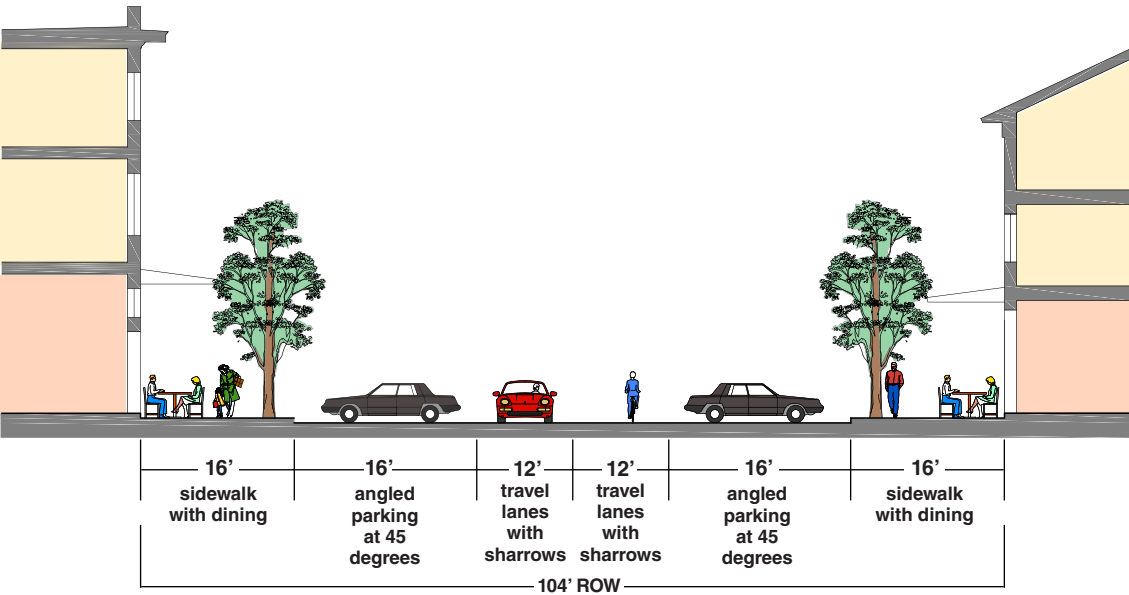 16’
sidewalk
with dining
16’
angled
parking
at 45
degrees
12’
travel
lanes
with
sharrows
12’
travel
lanes
with
sharrows
16’
angled
parking
at 45
degrees
16’
sidewalk
with dining
104’ ROW